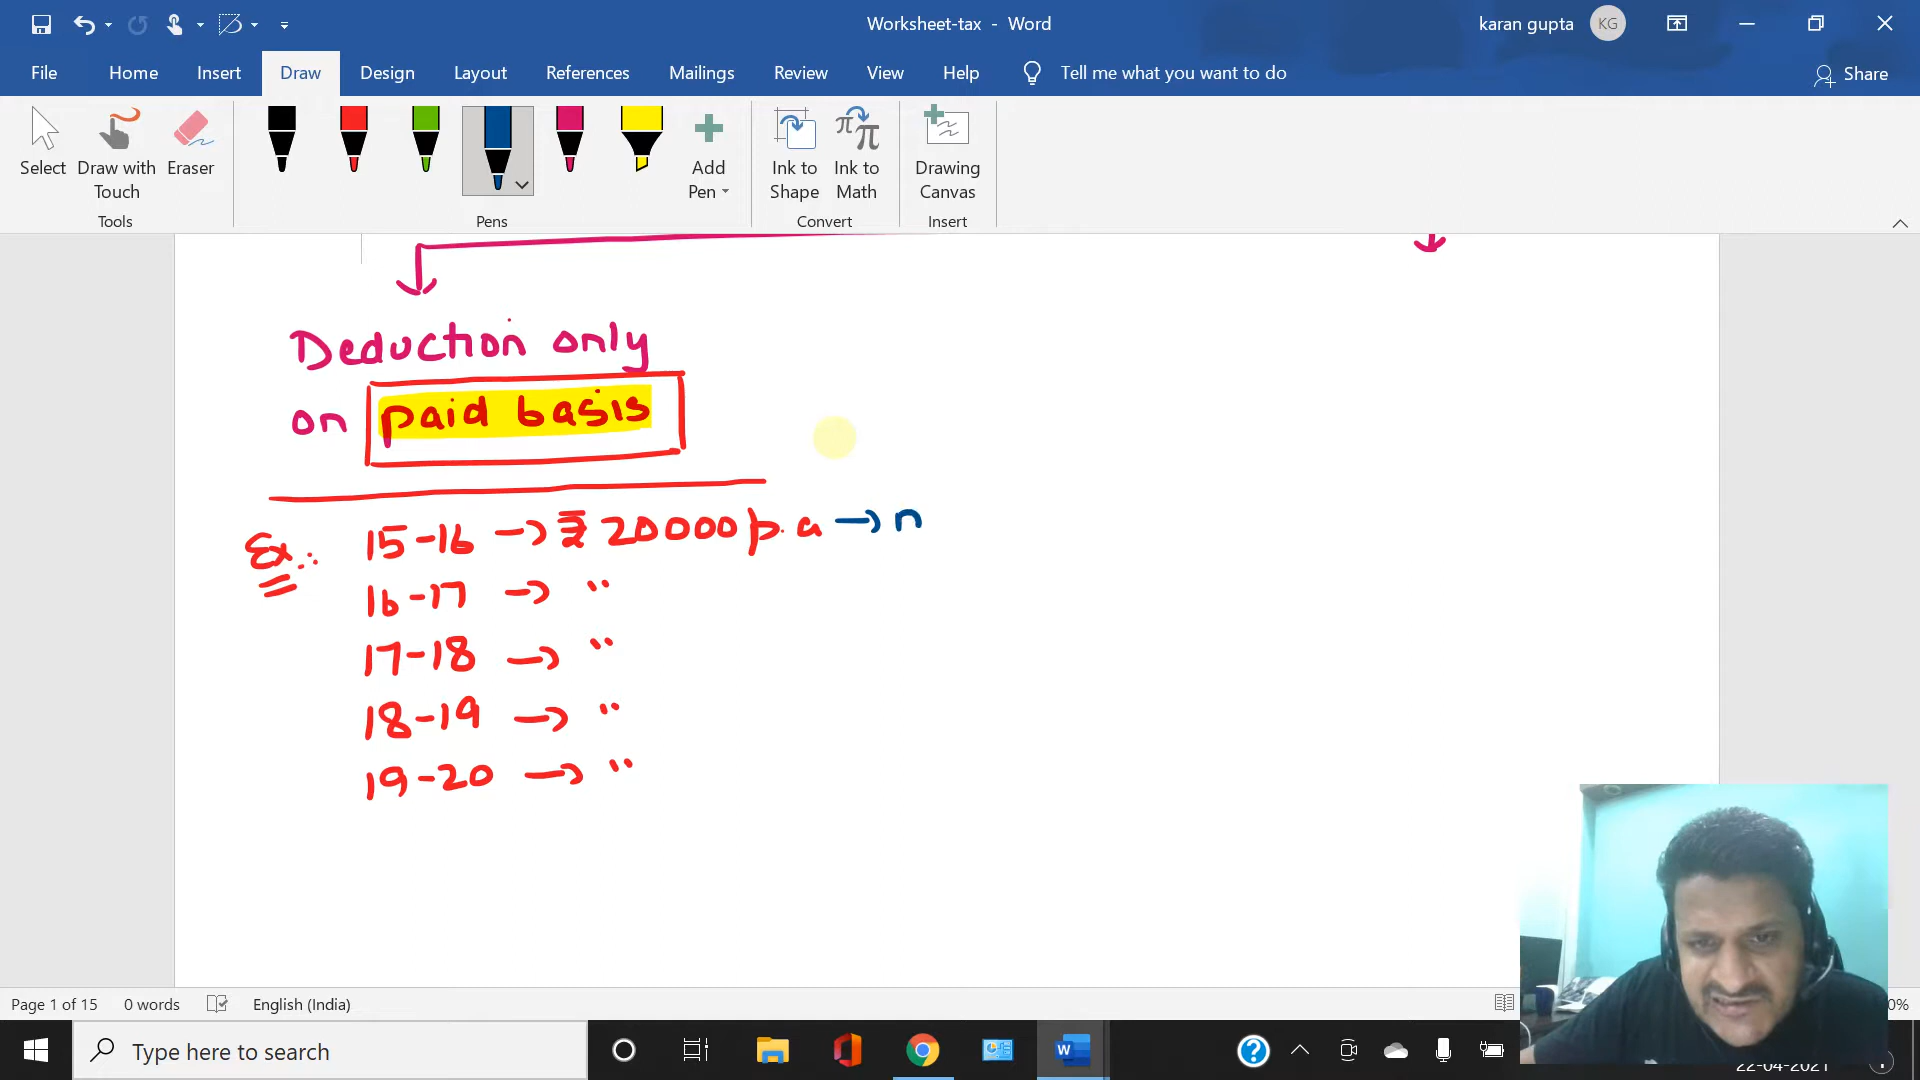 Worksheet-tax - Word
karan gupta KG
File Home Insert Draw Design Layout References Mailings Review View Help Tell me what you want to do Share
Select Draw with Touch Eraser Add Pen Ink to Shape Ink to Math Drawing Canvas
Tools Pens Convert Insert
Deduction only
on paid basis
Ex: 15-16 → ₹ 20000 p.a → n
16-17 → "
17-18 → "
18-19 → "
19-20 → "
Page 1 of 15 0 words English (India)
Type here to search
22-04-2021